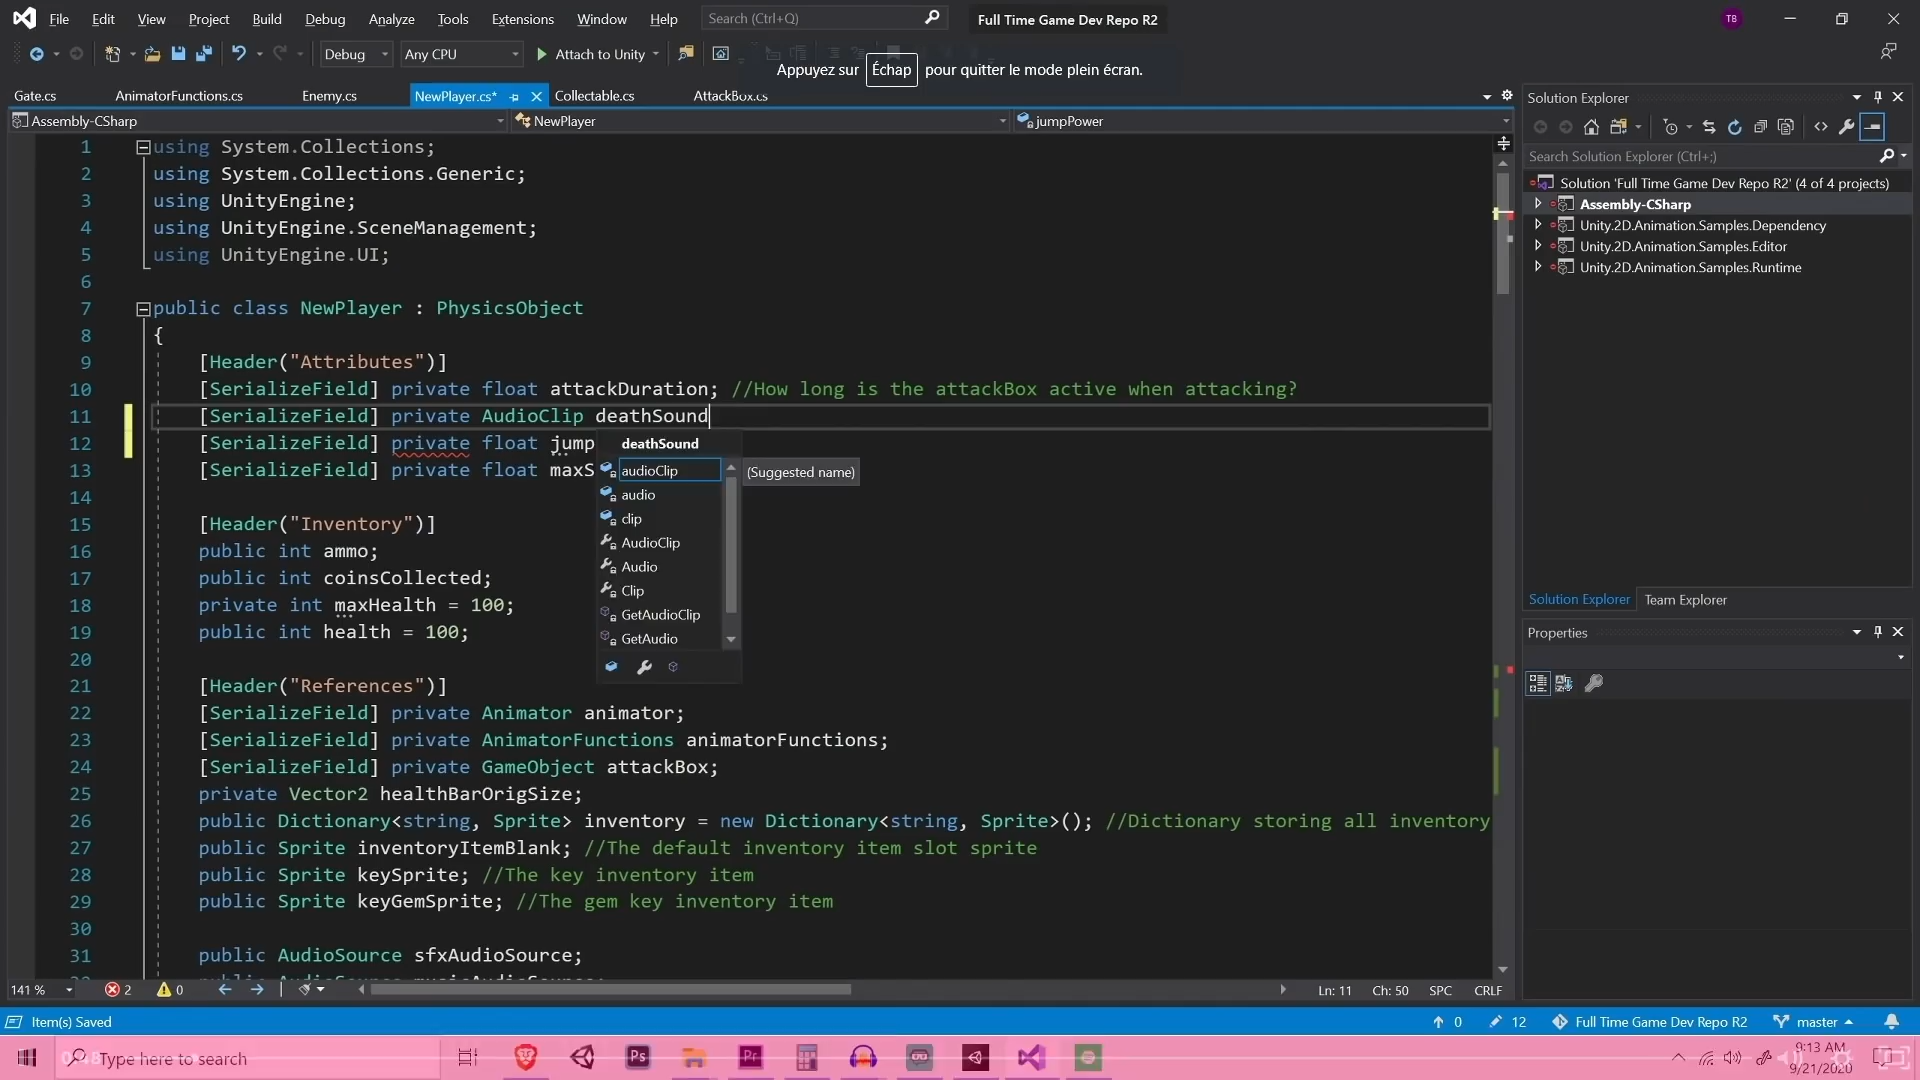 File Edit View Project Build Debug Analyze Tools Extensions Window Help Search (Ctrl+Q) Full Time Game Dev Repo R2 TB
Debug Any CPU Attach to Unity
Appuyez sur Échap pour quitter le mode plein écran.
Gate.cs AnimatorFunctions.cs Enemy.cs NewPlayer.cs* Collectable.cs AttackBox.cs
Assembly-CSharp NewPlayer jumpPower
1 using System.Collections;
2 using System.Collections.Generic;
3 using UnityEngine;
4 using UnityEngine.SceneManagement;
5 using UnityEngine.UI;
6
7 public class NewPlayer : PhysicsObject
8 {
9 [Header("Attributes")]
10 [SerializeField] private float attackDuration; //How long is the attackBox active when attacking?
11 [SerializeField] private AudioClip deathSound
12 [SerializeField] private float jump
13 [SerializeField] private float maxS
14
15 [Header("Inventory")]
16 public int ammo;
17 public int coinsCollected;
18 private int maxHealth = 100;
19 public int health = 100;
20
21 [Header("References")]
22 [SerializeField] private Animator animator;
23 [SerializeField] private AnimatorFunctions animatorFunctions;
24 [SerializeField] private GameObject attackBox;
25 private Vector2 healthBarOrigSize;
26 public Dictionary<string, Sprite> inventory = new Dictionary<string, Sprite>(); //Dictionary storing all inventory
27 public Sprite inventoryItemBlank; //The default inventory item slot sprite
28 public Sprite keySprite; //The key inventory item
29 public Sprite keyGemSprite; //The gem key inventory item
30
31 public AudioSource sfxAudioSource;
deathSound
audioClip (Suggested name)
audio
clip
AudioClip
Audio
Clip
GetAudioClip
GetAudio
Solution Explorer
Search Solution Explorer (Ctrl+;)
Solution 'Full Time Game Dev Repo R2' (4 of 4 projects)
Assembly-CSharp
Unity.2D.Animation.Samples.Dependency
Unity.2D.Animation.Samples.Editor
Unity.2D.Animation.Samples.Runtime
Solution Explorer Team Explorer
Properties
141 % 2 0 Ln: 11 Ch: 50 SPC CRLF
Item(s) Saved 0 12 Full Time Game Dev Repo R2 master
Type here to search Ps Pr 9:13 AM
9/21/2020